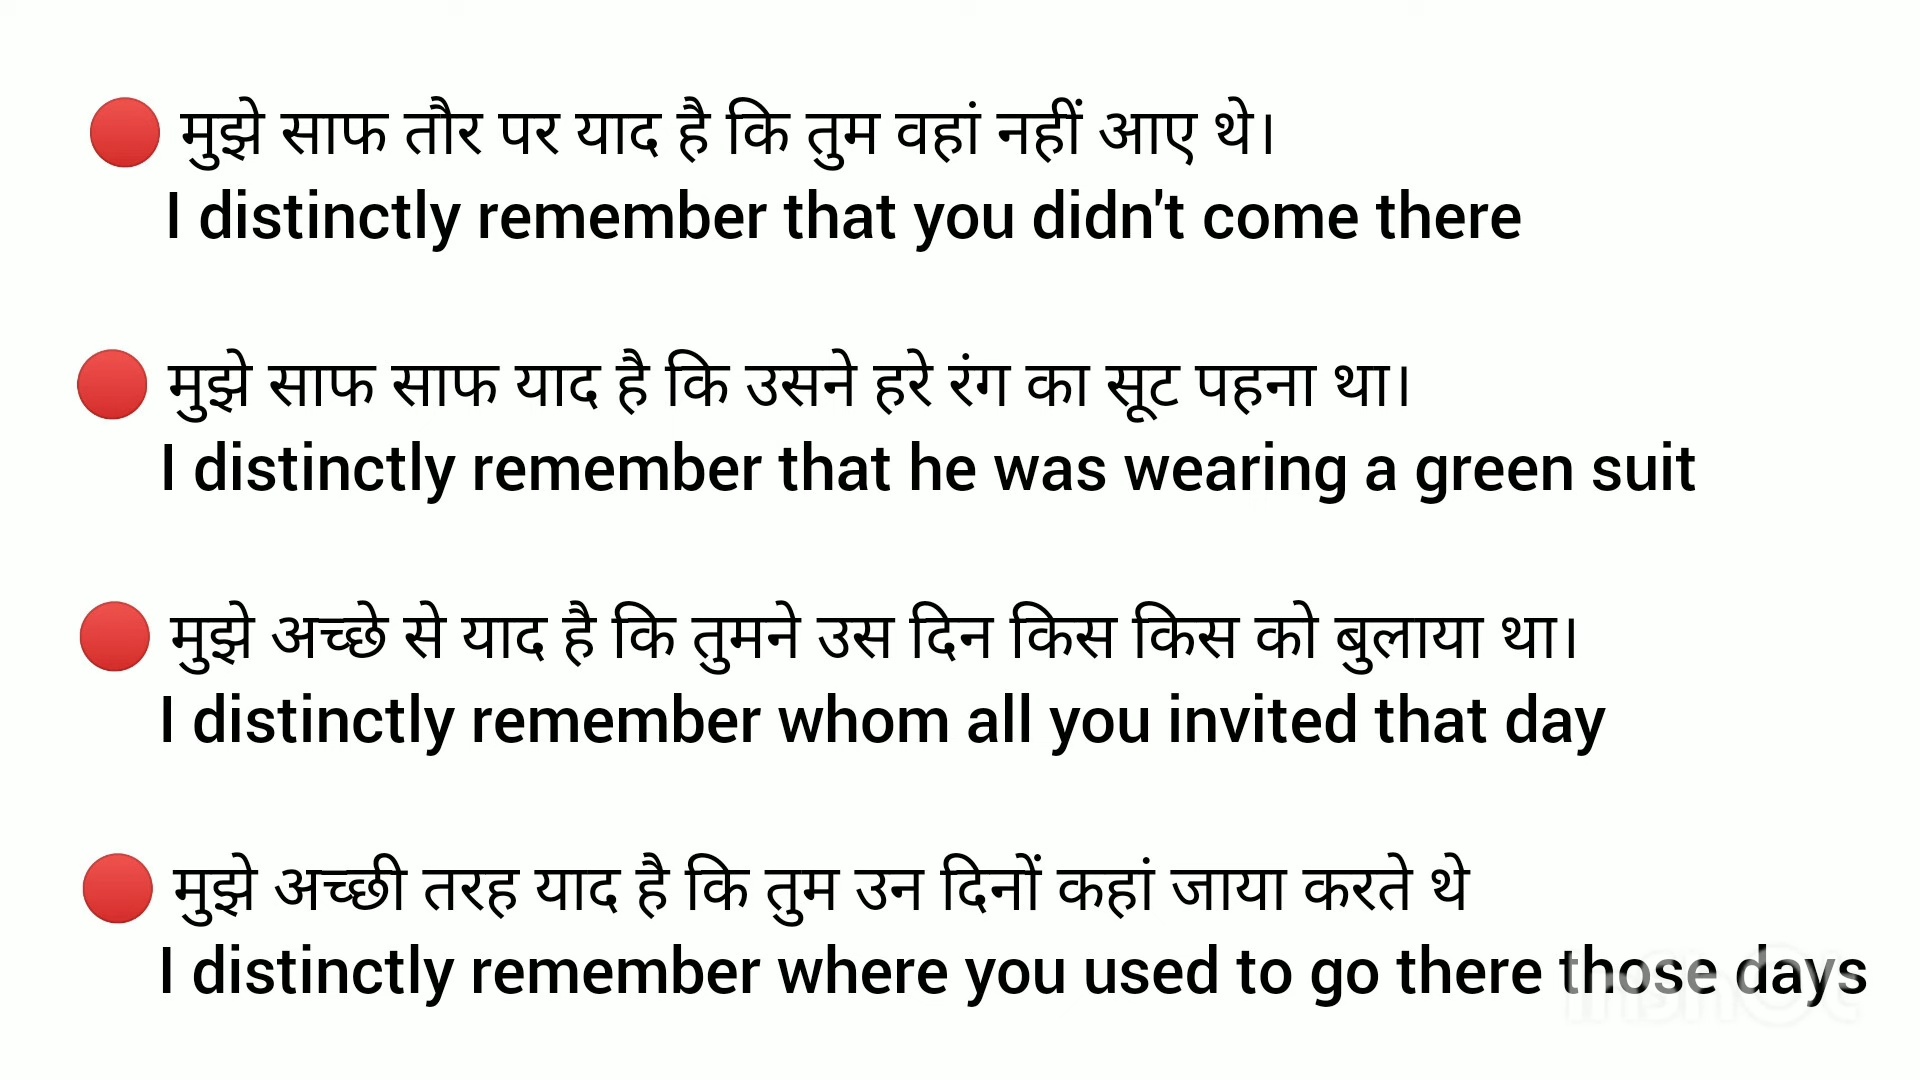 मुझे साफ तौर पर याद है कि तुम वहां नहीं आए थे।
I distinctly remember that you didn't come there
मुझे साफ साफ याद है कि उसने हरे रंग का सूट पहना था।
I distinctly remember that he was wearing a green suit
मुझे अच्छे से याद है कि तुमने उस दिन किस किस को बुलाया था।
I distinctly remember whom all you invited that day
मुझे अच्छी तरह याद है कि तुम उन दिनों कहां जाया करते थे
I distinctly remember where you used to go there those days
InShOt